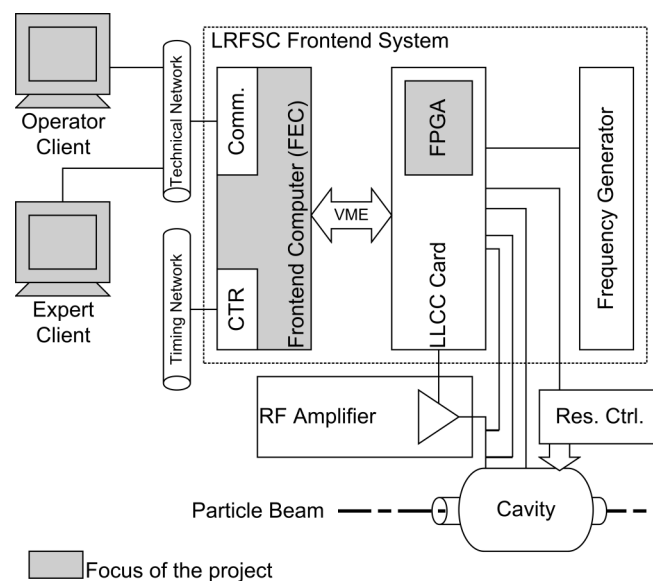 LRFSC Frontend System
Operator
Client
Technical Network
Comm.
Frontend Computer (FEC)
VME
FPGA
LLCC Card
Frequency Generator
Expert
Client
Timing Network
CTR
RF Amplifier
Res. Ctrl.
Particle Beam
Cavity
Focus of the project